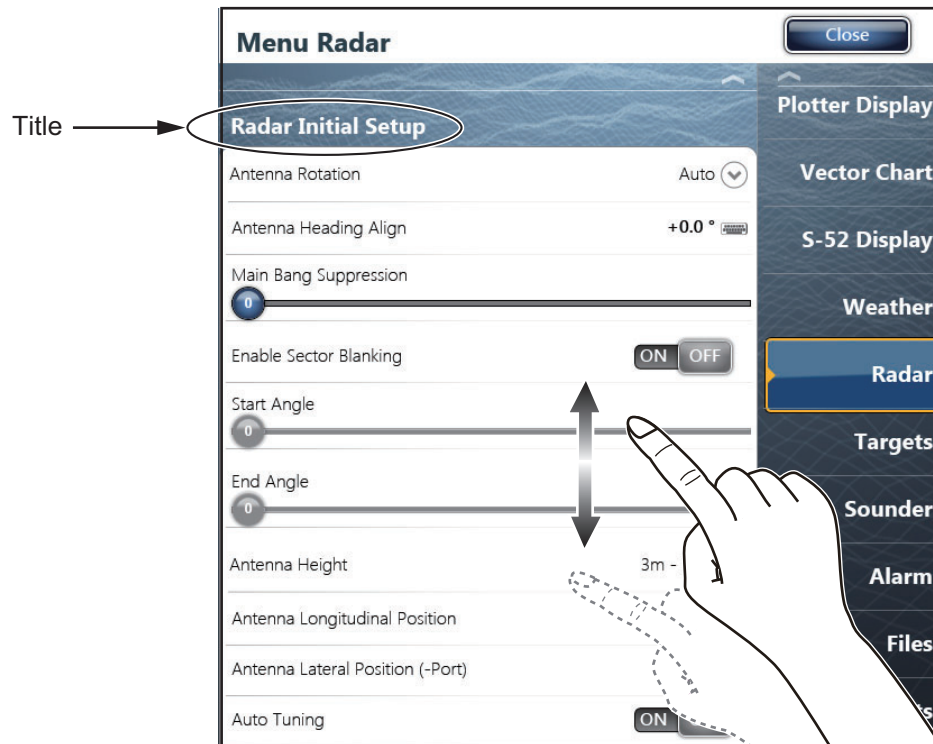 Menu Radar
Close
Title
Radar Initial Setup
Antenna Rotation
Auto
Antenna Heading Align
+0.0 °
Main Bang Suppression
0
Enable Sector Blanking
ON OFF
Start Angle
0
End Angle
0
Antenna Height
3m -
Antenna Longitudinal Position
Antenna Lateral Position (-Port)
Auto Tuning
ON
Plotter Display
Vector Chart
S-52 Display
Weather
Radar
Targets
Sounder
Alarm
Files